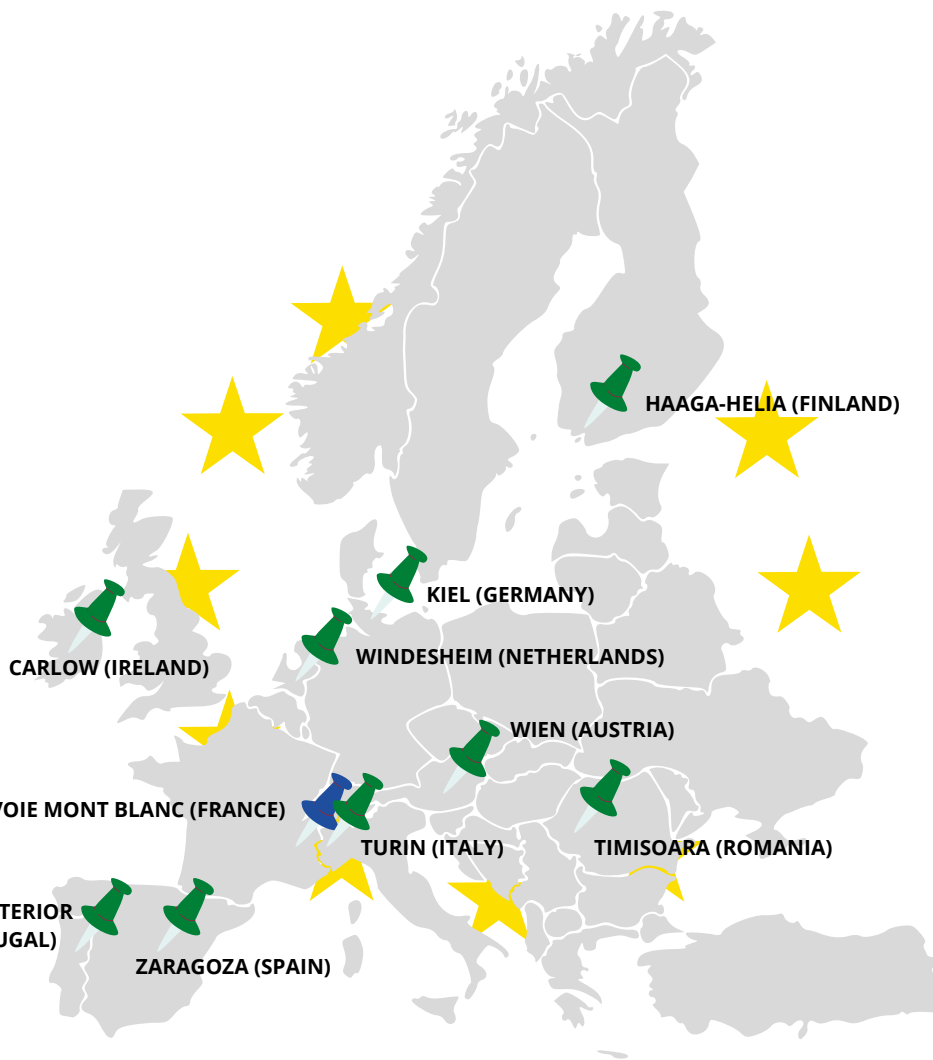 HAAGA-HELIA (FINLAND)
KIEL (GERMANY)
WINDESHEIM (NETHERLANDS)
CARLOW (IRELAND)
WIEN (AUSTRIA)
VOIE MONT BLANC (FRANCE)
TURIN (ITALY)
TIMISOARA (ROMANIA)
TERIOR
UGAL)
ZARAGOZA (SPAIN)